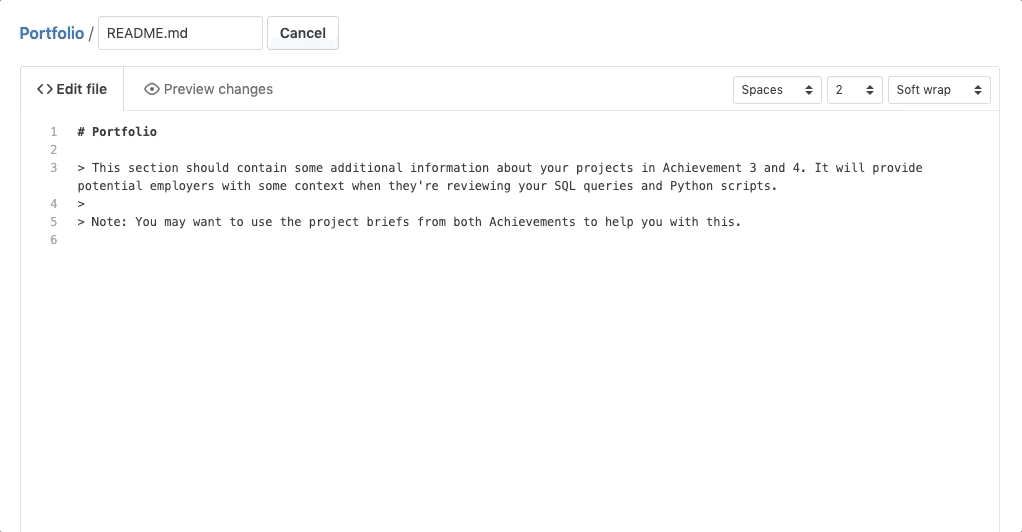 Portfolio / README.md Cancel
<> Edit file Preview changes Spaces 2 Soft wrap
1 # Portfolio
2
3 > This section should contain some additional information about your projects in Achievement 3 and 4. It will provide
potential employers with some context when they're reviewing your SQL queries and Python scripts.
4 >
5 > Note: You may want to use the project briefs from both Achievements to help you with this.
6